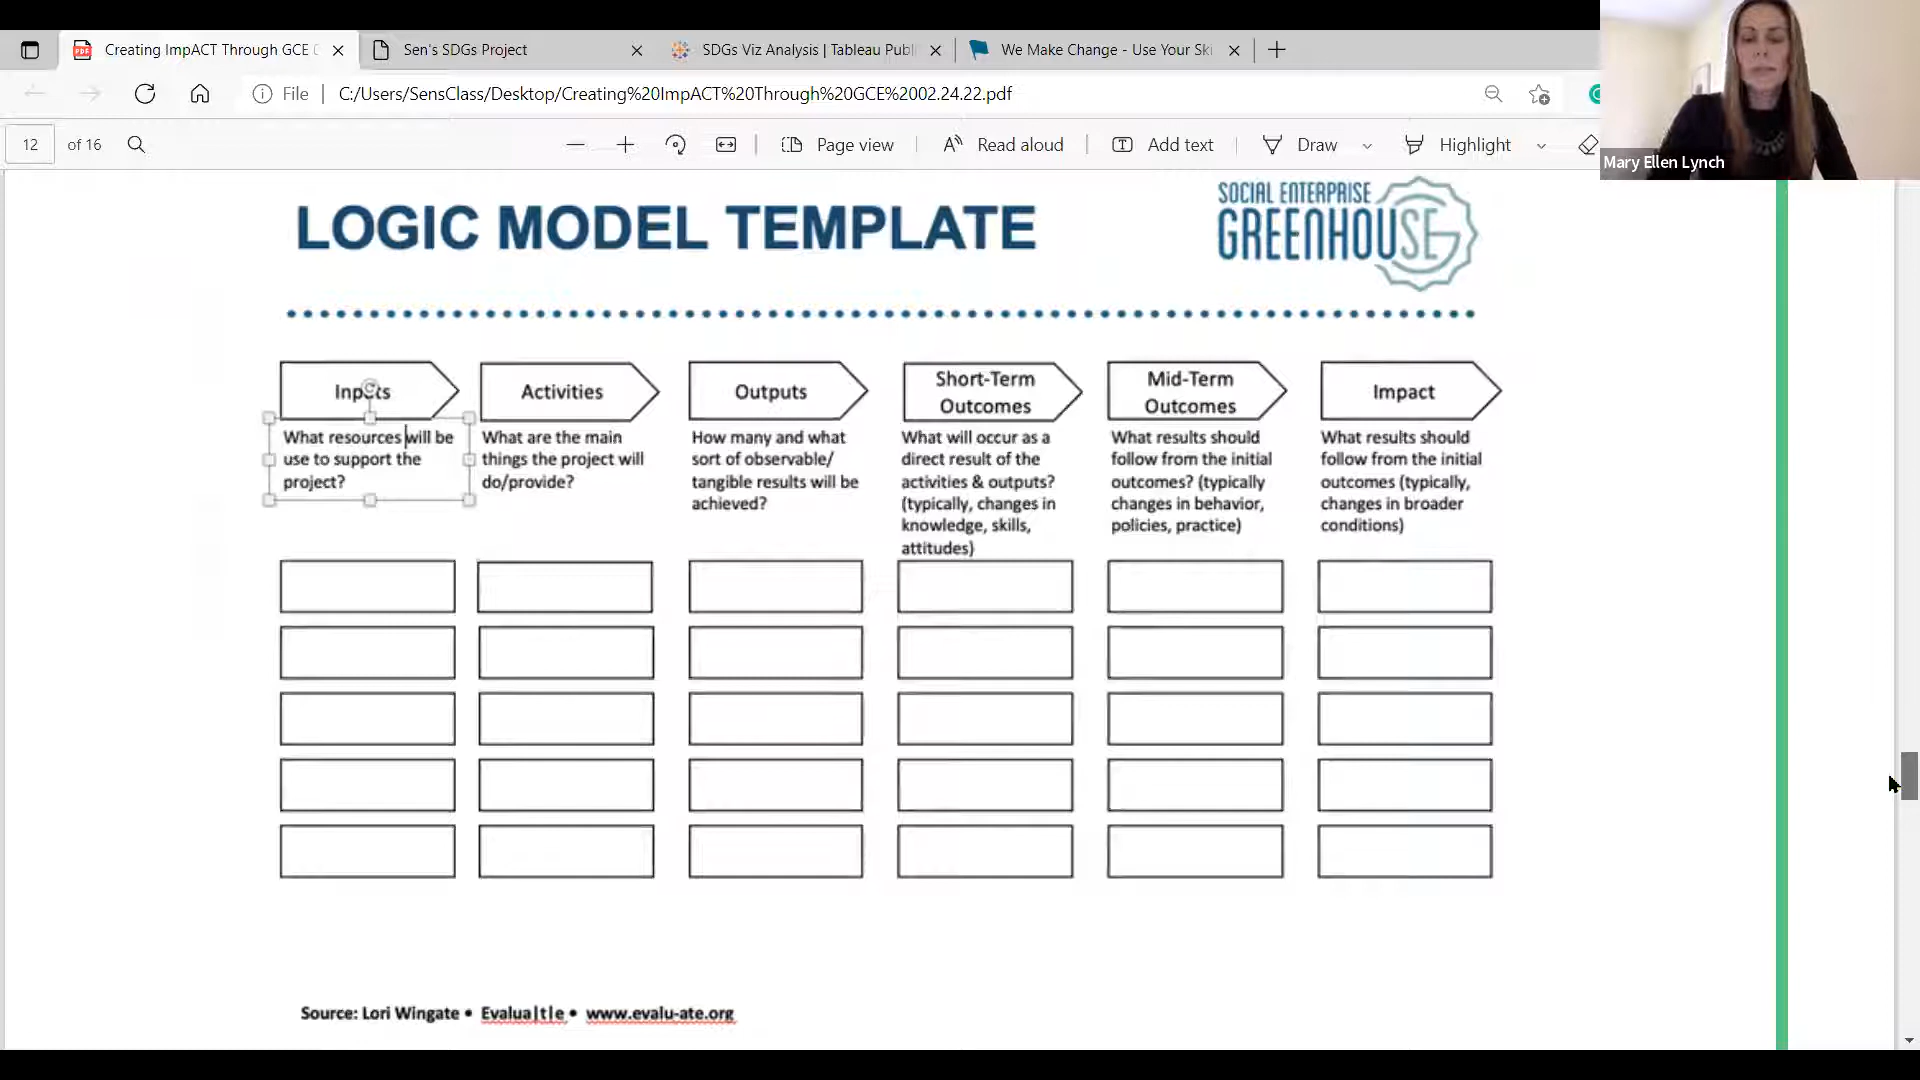 Creating ImpACT Through GCE
Sen's SDGs Project
SDGs Viz Analysis | Tableau Publ
We Make Change - Use Your Ski
File
C:/Users/SensClass/Desktop/Creating%20ImpACT%20Through%20GCE%2002.24.22.pdf
12
of 16
Page view
Read aloud
Add text
Draw
Highlight
Mary Ellen Lynch
LOGIC MODEL TEMPLATE
SOCIAL ENTERPRISE
GREENHOUSE
Inputs
What resources will be
use to support the
project?
Activities
What are the main
things the project will
do/provide?
Outputs
How many and what
sort of observable/
tangible results will be
achieved?
Short-Term
Outcomes
What will occur as a
direct result of the
activities & outputs?
(typically, changes in
knowledge, skills,
attitudes)
Mid-Term
Outcomes
What results should
follow from the initial
outcomes? (typically
changes in behavior,
policies, practice)
Impact
What results should
follow from the initial
outcomes (typically,
changes in broader
conditions)
Source: Lori Wingate • Evalua|t|e • www.evalu-ate.org